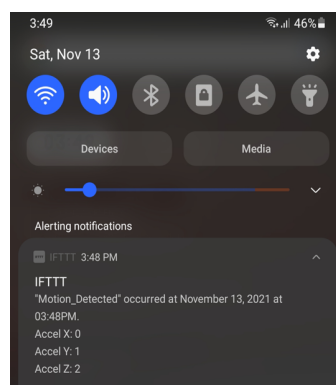 3:49 46%
Sat, Nov 13
Devices Media
Alerting notifications
IFTTT 3:48 PM
IFTTT
"Motion_Detected" occurred at November 13, 2021 at
03:48PM.
Accel X: 0
Accel Y: 1
Accel Z: 2